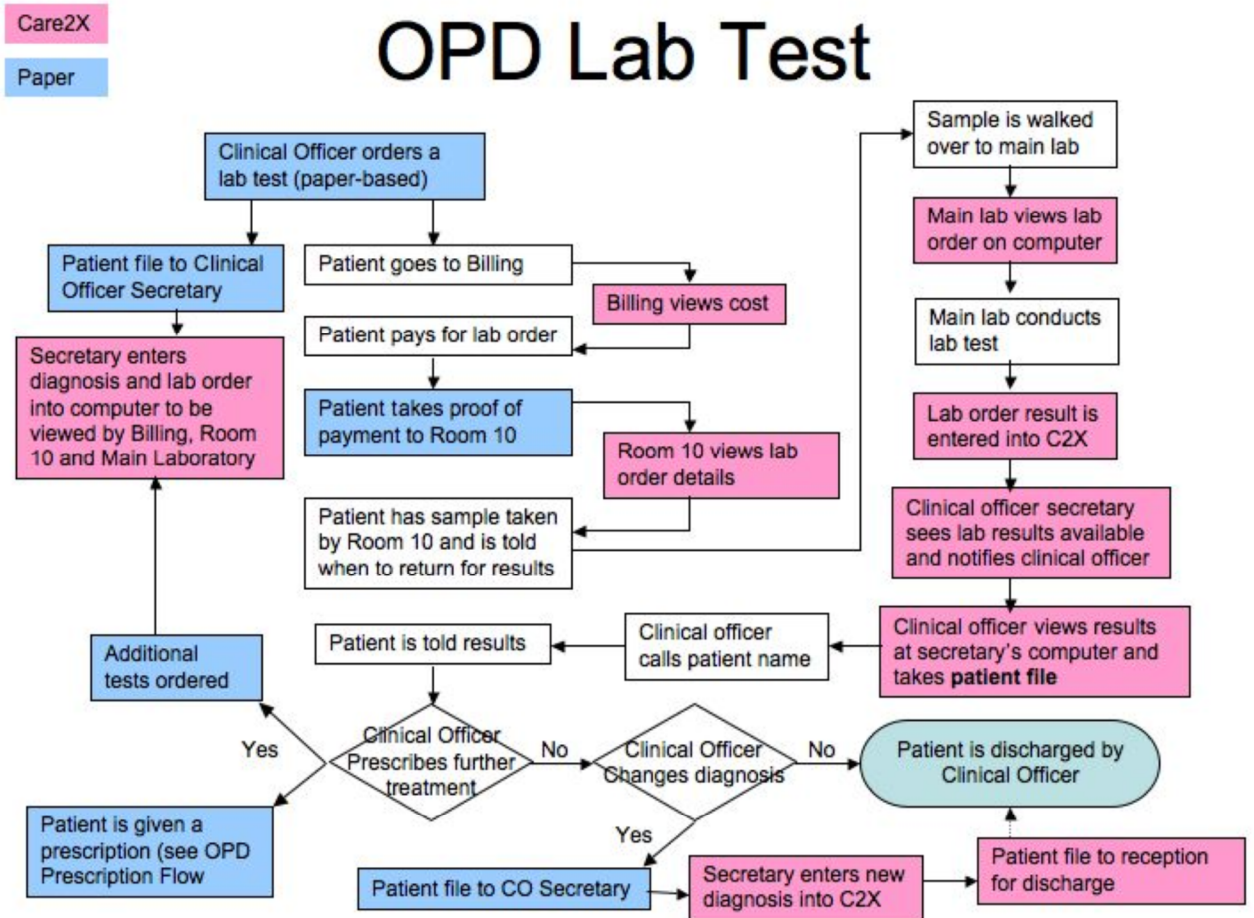 Care2X
Paper
OPD Lab Test
Clinical Officer orders a
lab test (paper-based)
Patient file to Clinical
Officer Secretary
Secretary enters
diagnosis and lab order
into computer to be
viewed by Billing, Room
10 and Main Laboratory
Patient goes to Billing
Billing views cost
Patient pays for lab order
Patient takes proof of
payment to Room 10
Room 10 views lab
order details
Patient has sample taken
by Room 10 and is told
when to return for results
Sample is walked
over to main lab
Main lab views lab
order on computer
Main lab conducts
lab test
Lab order result is
entered into C2X
Clinical officer secretary
sees lab results available
and notifies clinical officer
Clinical officer views results
at secretary's computer and
takes patient file
Clinical officer
calls patient name
Patient is told results
Clinical Officer
Prescribes further
treatment
Yes
Additional
tests ordered
Patient is given a
prescription (see OPD
Prescription Flow
No
Clinical Officer
Changes diagnosis
No
Patient is discharged by
Clinical Officer
Yes
Patient file to CO Secretary
Secretary enters new
diagnosis into C2X
Patient file to reception
for discharge